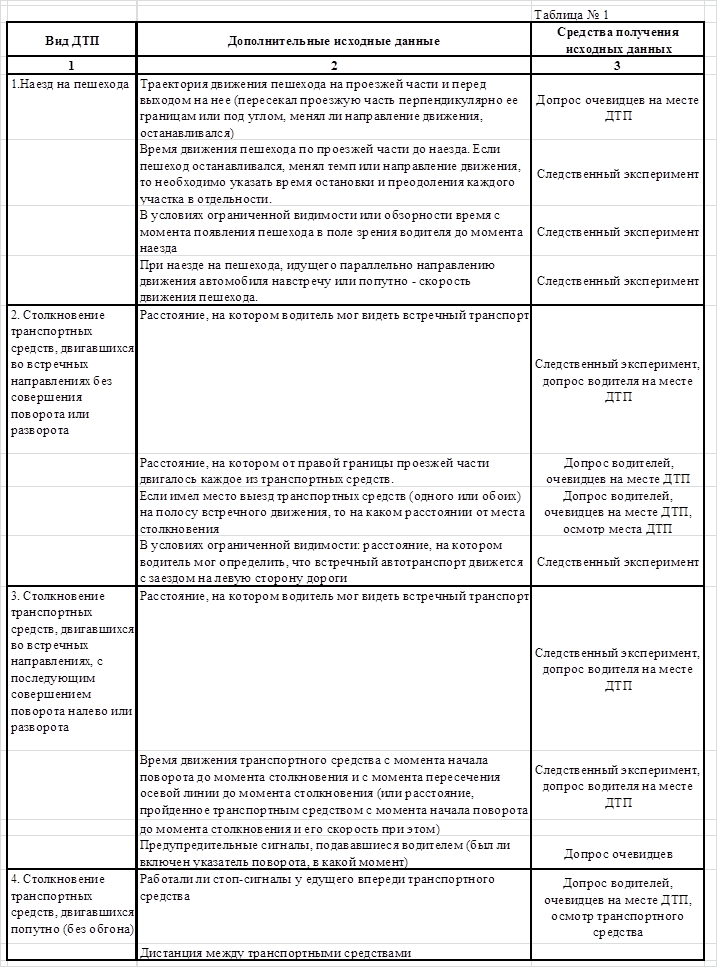 Таблица № 1
Вид ДТП
Дополнительные исходные данные
Средства получения
исходных данных
1
2
3
1.Наезд на пешехода
Траектория движения пешехода на проезжей части и перед
выходом на нее (пересекал проезжую часть перпендикулярно ее
границам или под углом, менял ли направление движения,
останавливался)
Допрос очевидцев на месте
ДТП
Время движения пешехода по проезжей части до наезда. Если
пешеход останавливался, менял темп или направление движения,
то необходимо указать время остановки и преодоления каждого
участка в отдельности.
Следственный эксперимент
В условиях ограниченной видимости или обзорности время с
момента появления пешехода в поле зрения водителя до момента
наезда
Следственный эксперимент
При наезде на пешехода, идущего параллельно направлению
движения автомобиля навстречу или попутно - скорость
движения пешехода.
Следственный эксперимент
2. Столкновение
транспортных
средств, двигавшихся
во встречных
направлениях без
совершения
поворота или
разворота
Расстояние, на котором водитель мог видеть встречный транспорт
Следственный эксперимент,
допрос водителя на месте
ДТП
Расстояние, на котором от правой границы проезжей части
двигалось каждое из транспортных средств.
Допрос водителей,
очевидцев на месте ДТП
Если имел место выезд транспортных средств (одного или обоих)
на полосу встречного движения, то на каком расстоянии от места
столкновения
Допрос водителей,
очевидцев на месте ДТП,
осмотр места ДТП
В условиях ограниченной видимости: расстояние, на котором
водитель мог определить, что встречный автотранспорт движется
с заездом на левую сторону дороги
Следственный эксперимент
3. Столкновение
транспортных
средств, двигавшихся
во встречных
направлениях, с
последующим
совершением
поворота налево или
разворота
Расстояние, на котором водитель мог видеть встречный транспорт
Следственный эксперимент,
допрос водителя на месте
ДТП
Время движения транспортного средства с момента начала
поворота до момента столкновения и с момента пересечения
осевой линии до момента столкновения (или расстояние,
пройденное транспортным средством с момента начала поворота
до момента столкновения и его скорость при этом)
Следственный эксперимент,
допрос водителя на месте
ДТП
Предупредительные сигналы, подававшиеся водителем (был ли
включен указатель поворота, в какой момент)
Допрос очевидцев
4. Столкновение
транспортных
средств, двигавшихся
попутно (без обгона)
Работали ли стоп-сигналы у едущего впереди транспортного
средства
Допрос водителей,
очевидцев на месте ДТП,
осмотр транспортного
средства
Дистанция между транспортными средствами